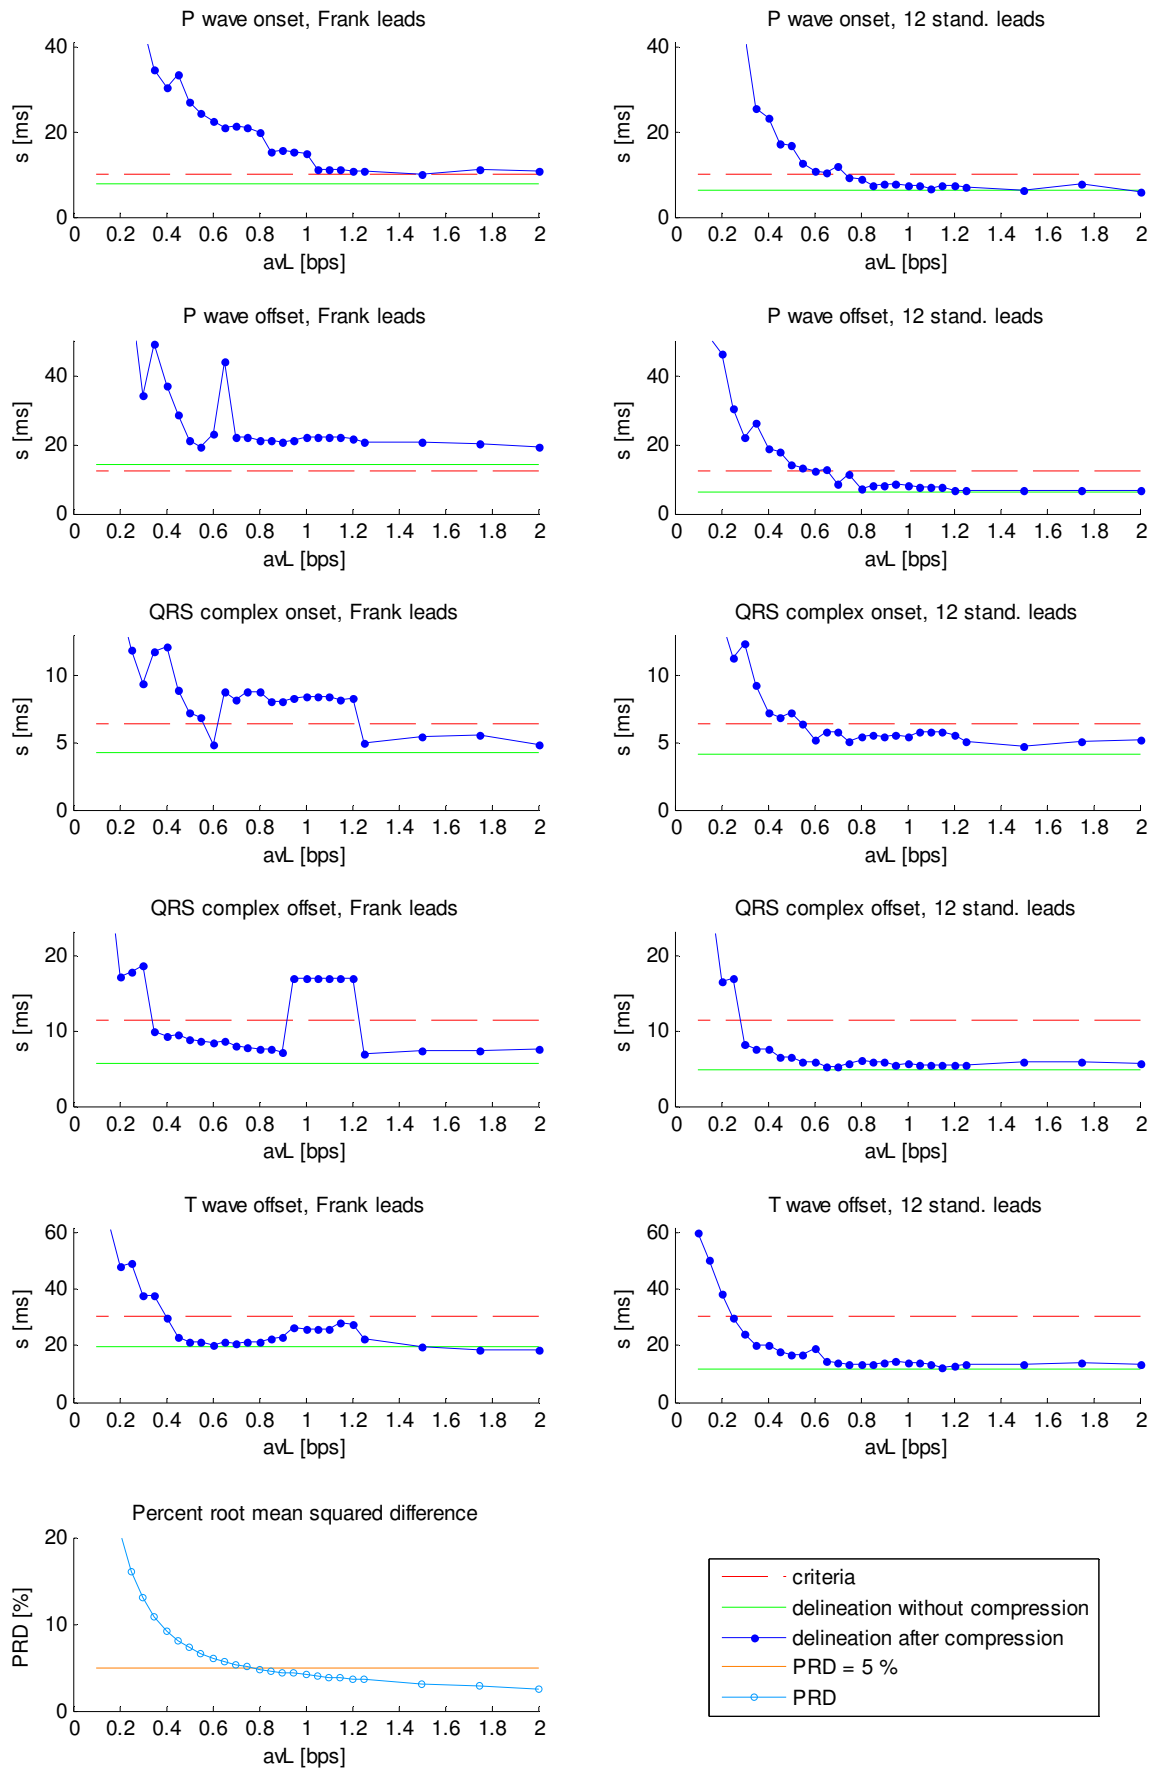 P wave onset, Frank leads
40
20
0
s [ms]
0 0.2 0.4 0.6 0.8 1 1.2 1.4 1.6 1.8 2
avL [bps]
P wave onset, 12 stand. leads
40
20
0
s [ms]
0 0.2 0.4 0.6 0.8 1 1.2 1.4 1.6 1.8 2
avL [bps]
P wave offset, Frank leads
40
20
0
s [ms]
0 0.2 0.4 0.6 0.8 1 1.2 1.4 1.6 1.8 2
avL [bps]
P wave offset, 12 stand. leads
40
20
0
s [ms]
0 0.2 0.4 0.6 0.8 1 1.2 1.4 1.6 1.8 2
avL [bps]
QRS complex onset, Frank leads
10
5
0
s [ms]
0 0.2 0.4 0.6 0.8 1 1.2 1.4 1.6 1.8 2
avL [bps]
QRS complex onset, 12 stand. leads
10
5
0
s [ms]
0 0.2 0.4 0.6 0.8 1 1.2 1.4 1.6 1.8 2
avL [bps]
QRS complex offset, Frank leads
20
10
0
s [ms]
0 0.2 0.4 0.6 0.8 1 1.2 1.4 1.6 1.8 2
avL [bps]
QRS complex offset, 12 stand. leads
20
10
0
s [ms]
0 0.2 0.4 0.6 0.8 1 1.2 1.4 1.6 1.8 2
avL [bps]
T wave offset, Frank leads
60
40
20
0
s [ms]
0 0.2 0.4 0.6 0.8 1 1.2 1.4 1.6 1.8 2
avL [bps]
T wave offset, 12 stand. leads
60
40
20
0
s [ms]
0 0.2 0.4 0.6 0.8 1 1.2 1.4 1.6 1.8 2
avL [bps]
Percent root mean squared difference
20
10
0
PRD [%]
0 0.2 0.4 0.6 0.8 1 1.2 1.4 1.6 1.8 2
avL [bps]
criteria
delineation without compression
delineation after compression
PRD = 5 %
PRD